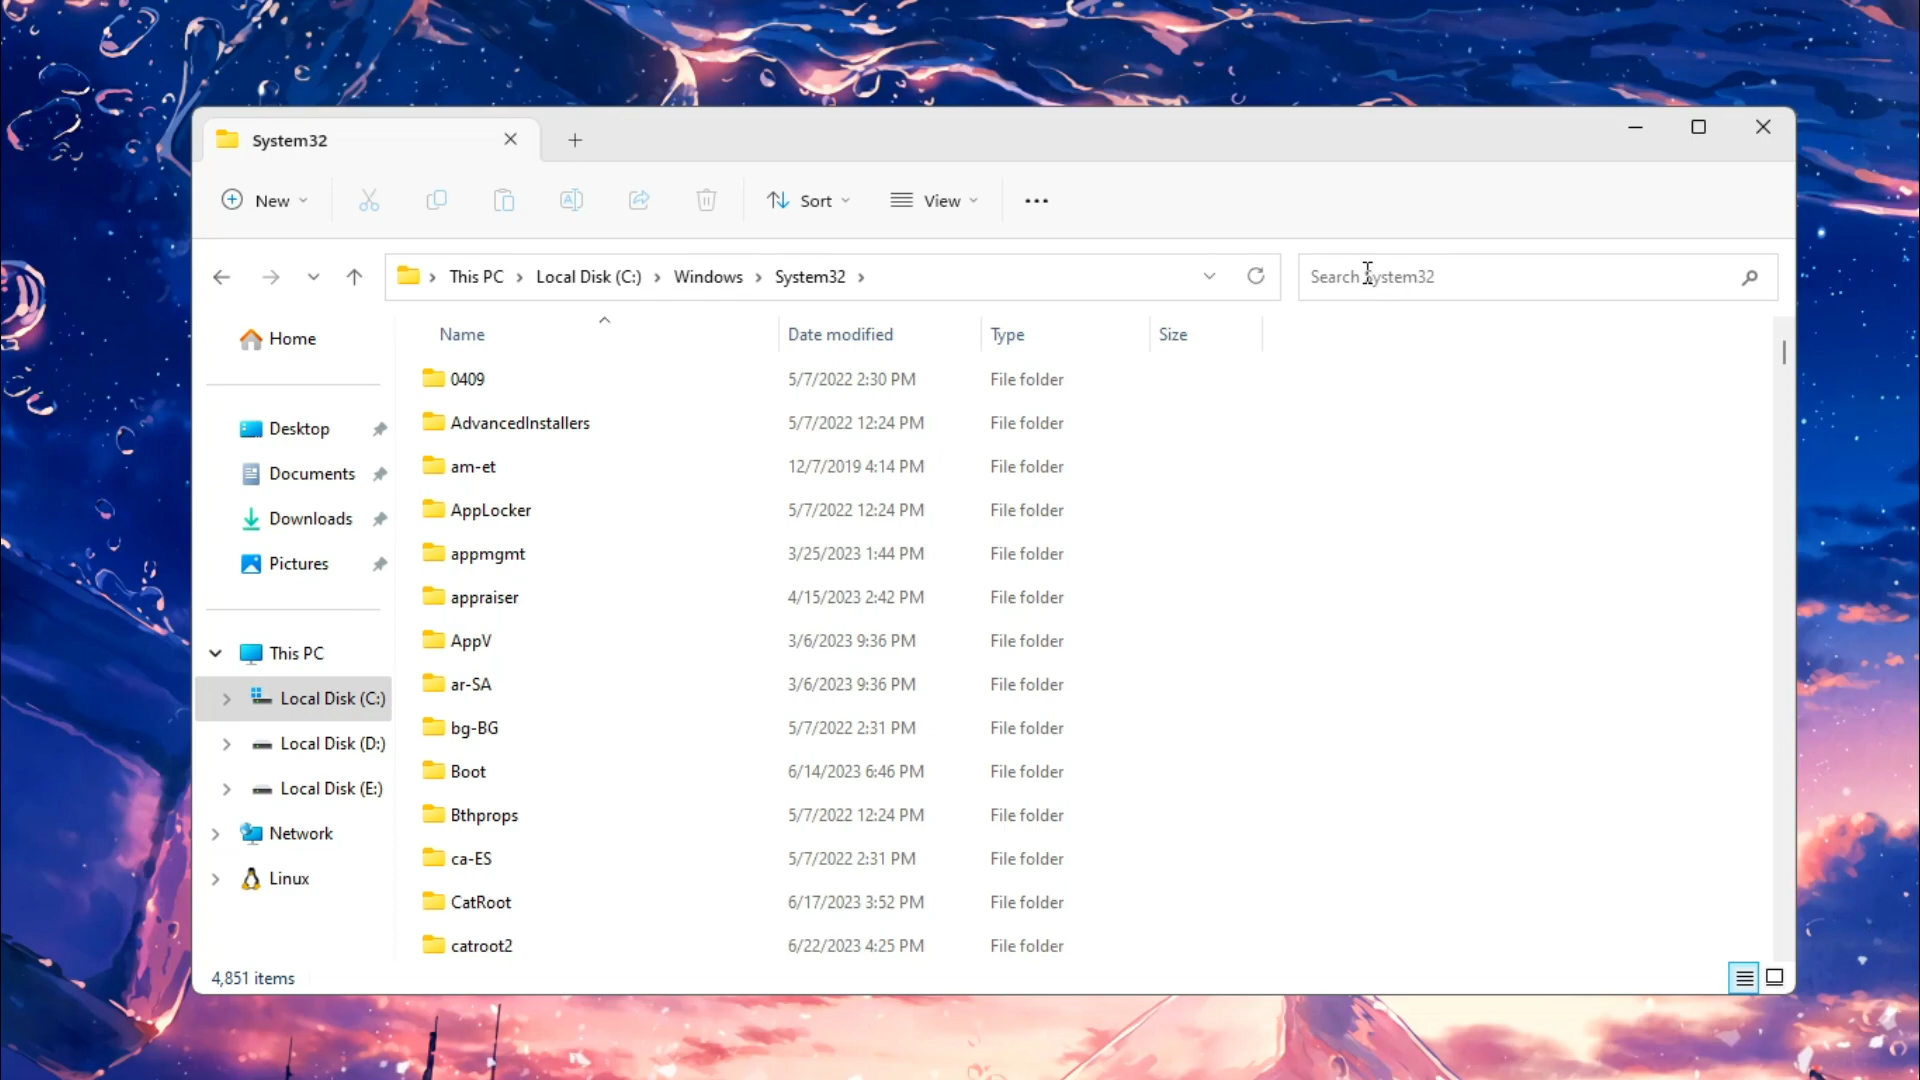 System32
New
Sort
View
This PC Local Disk (C:) Windows System32
Search System32
Home
Desktop
Documents
Downloads
Pictures
This PC
Local Disk (C:)
Local Disk (D:)
Local Disk (E:)
Network
Linux
Name Date modified Type Size
0409 5/7/2022 2:30 PM File folder
AdvancedInstallers 5/7/2022 12:24 PM File folder
am-et 12/7/2019 4:14 PM File folder
AppLocker 5/7/2022 12:24 PM File folder
appmgmt 3/25/2023 1:44 PM File folder
appraiser 4/15/2023 2:42 PM File folder
AppV 3/6/2023 9:36 PM File folder
ar-SA 3/6/2023 9:36 PM File folder
bg-BG 5/7/2022 2:31 PM File folder
Boot 6/14/2023 6:46 PM File folder
Bthprops 5/7/2022 12:24 PM File folder
ca-ES 5/7/2022 2:31 PM File folder
CatRoot 6/17/2023 3:52 PM File folder
catroot2 6/22/2023 4:25 PM File folder
4,851 items